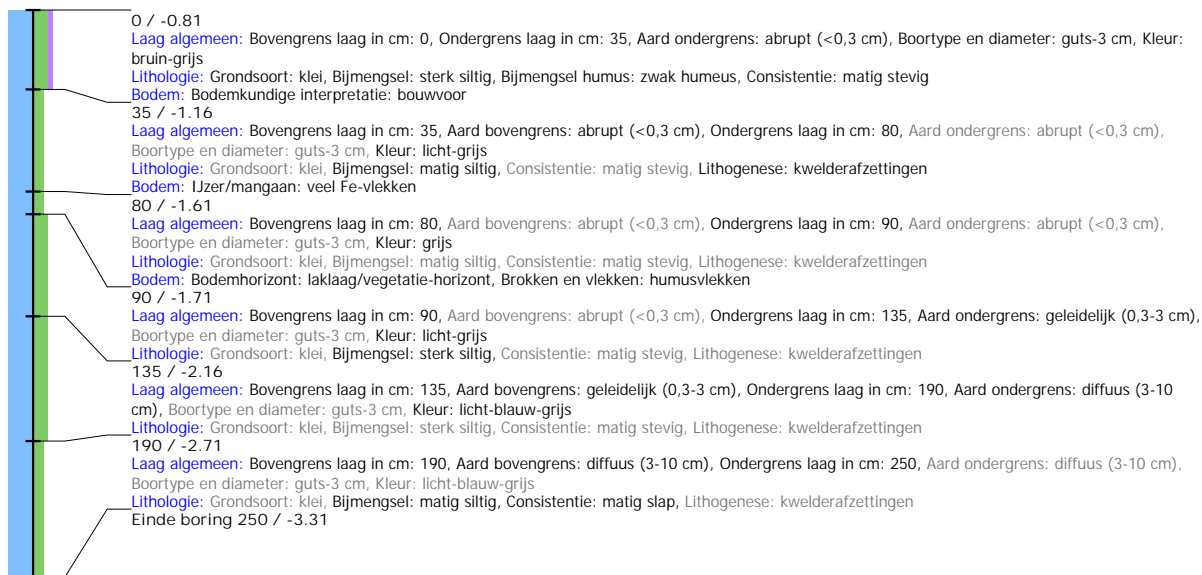 0 / -0.81
Laag algemeen: Bovengrens laag in cm: 0, Ondergrens laag in cm: 35, Aard ondergrens: abrupt (<0,3 cm), Boortype en diameter: guts-3 cm, Kleur:
bruin-grijs
Lithologie: Grondsoort: klei, Bijmengsel: sterk siltig, Bijmengsel humus: zwak humeus, Consistentie: matig stevig
Bodem: Bodemkundige interpretatie: bouwvoor
35 / -1.16
Laag algemeen: Bovengrens laag in cm: 35, Aard bovengrens: abrupt (<0,3 cm), Ondergrens laag in cm: 80, Aard ondergrens: abrupt (<0,3 cm),
Boortype en diameter: guts-3 cm, Kleur: licht-grijs
Lithologie: Grondsoort: klei, Bijmengsel: matig siltig, Consistentie: matig stevig, Lithogenese: kwelderafzettingen
Bodem: IJzer/mangaan: veel Fe-vlekken
80 / -1.61
Laag algemeen: Bovengrens laag in cm: 80, Aard bovengrens: abrupt (<0,3 cm), Ondergrens laag in cm: 90, Aard ondergrens: abrupt (<0,3 cm),
Boortype en diameter: guts-3 cm, Kleur: grijs
Lithologie: Grondsoort: klei, Bijmengsel: matig siltig, Consistentie: matig stevig, Lithogenese: kwelderafzettingen
Bodem: Bodemhorizont: laklaag/vegetatie-horizont, Brokken en vlekken: humusvlekken
90 / -1.71
Laag algemeen: Bovengrens laag in cm: 90, Aard bovengrens: abrupt (<0,3 cm), Ondergrens laag in cm: 135, Aard ondergrens: geleidelijk (0,3-3 cm),
Boortype en diameter: guts-3 cm, Kleur: licht-grijs
Lithologie: Grondsoort: klei, Bijmengsel: sterk siltig, Consistentie: matig stevig, Lithogenese: kwelderafzettingen
135 / -2.16
Laag algemeen: Bovengrens laag in cm: 135, Aard bovengrens: geleidelijk (0,3-3 cm), Ondergrens laag in cm: 190, Aard ondergrens: diffuus (3-10
cm), Boortype en diameter: guts-3 cm, Kleur: licht-blauw-grijs
Lithologie: Grondsoort: klei, Bijmengsel: sterk siltig, Consistentie: matig stevig, Lithogenese: kwelderafzettingen
190 / -2.71
Laag algemeen: Bovengrens laag in cm: 190, Aard bovengrens: diffuus (3-10 cm), Ondergrens laag in cm: 250, Aard ondergrens: diffuus (3-10 cm),
Boortype en diameter: guts-3 cm, Kleur: licht-blauw-grijs
Lithologie: Grondsoort: klei, Bijmengsel: matig siltig, Consistentie: matig slap, Lithogenese: kwelderafzettingen
Einde boring 250 / -3.31